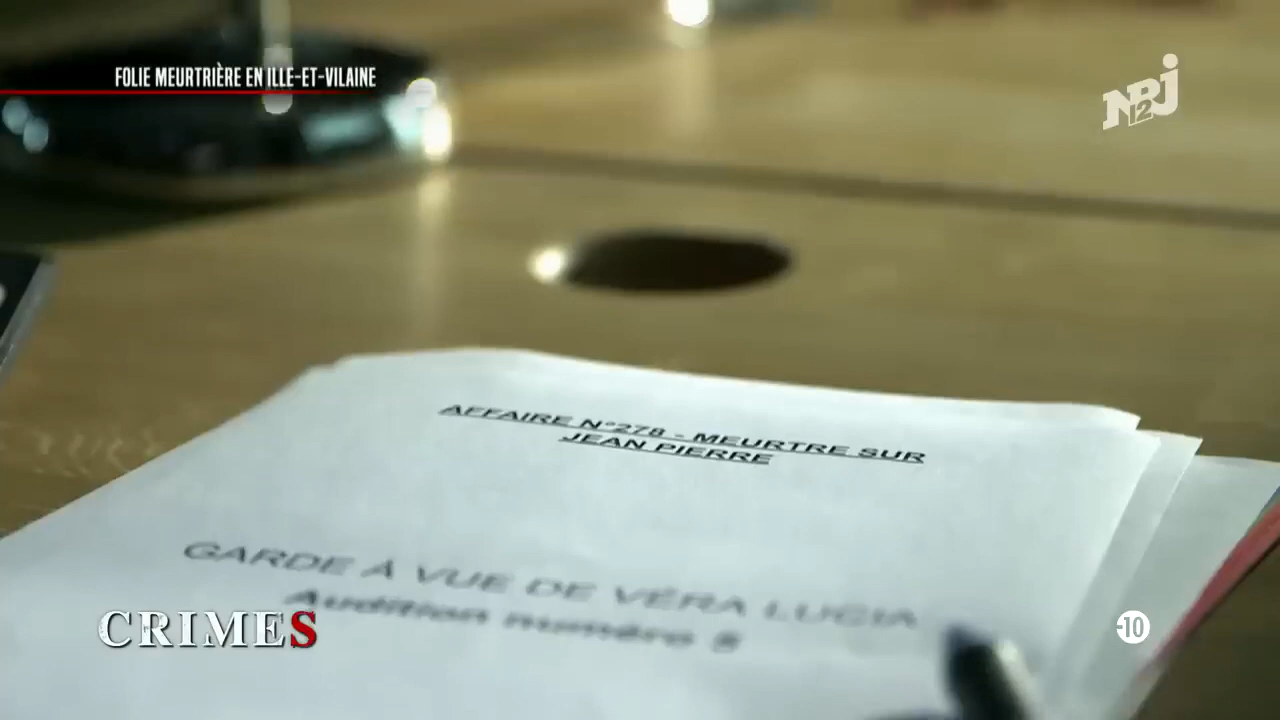 FOLIE MEURTRIÈRE EN ILLE-ET-VILAINE
NRJ12
AFFAIRE N°278 - MEURTRE SUR
JEAN PIERRE
GARDE À VUE DE VÉRA LUCIA
Audition numéro 5
CRIMES
-10